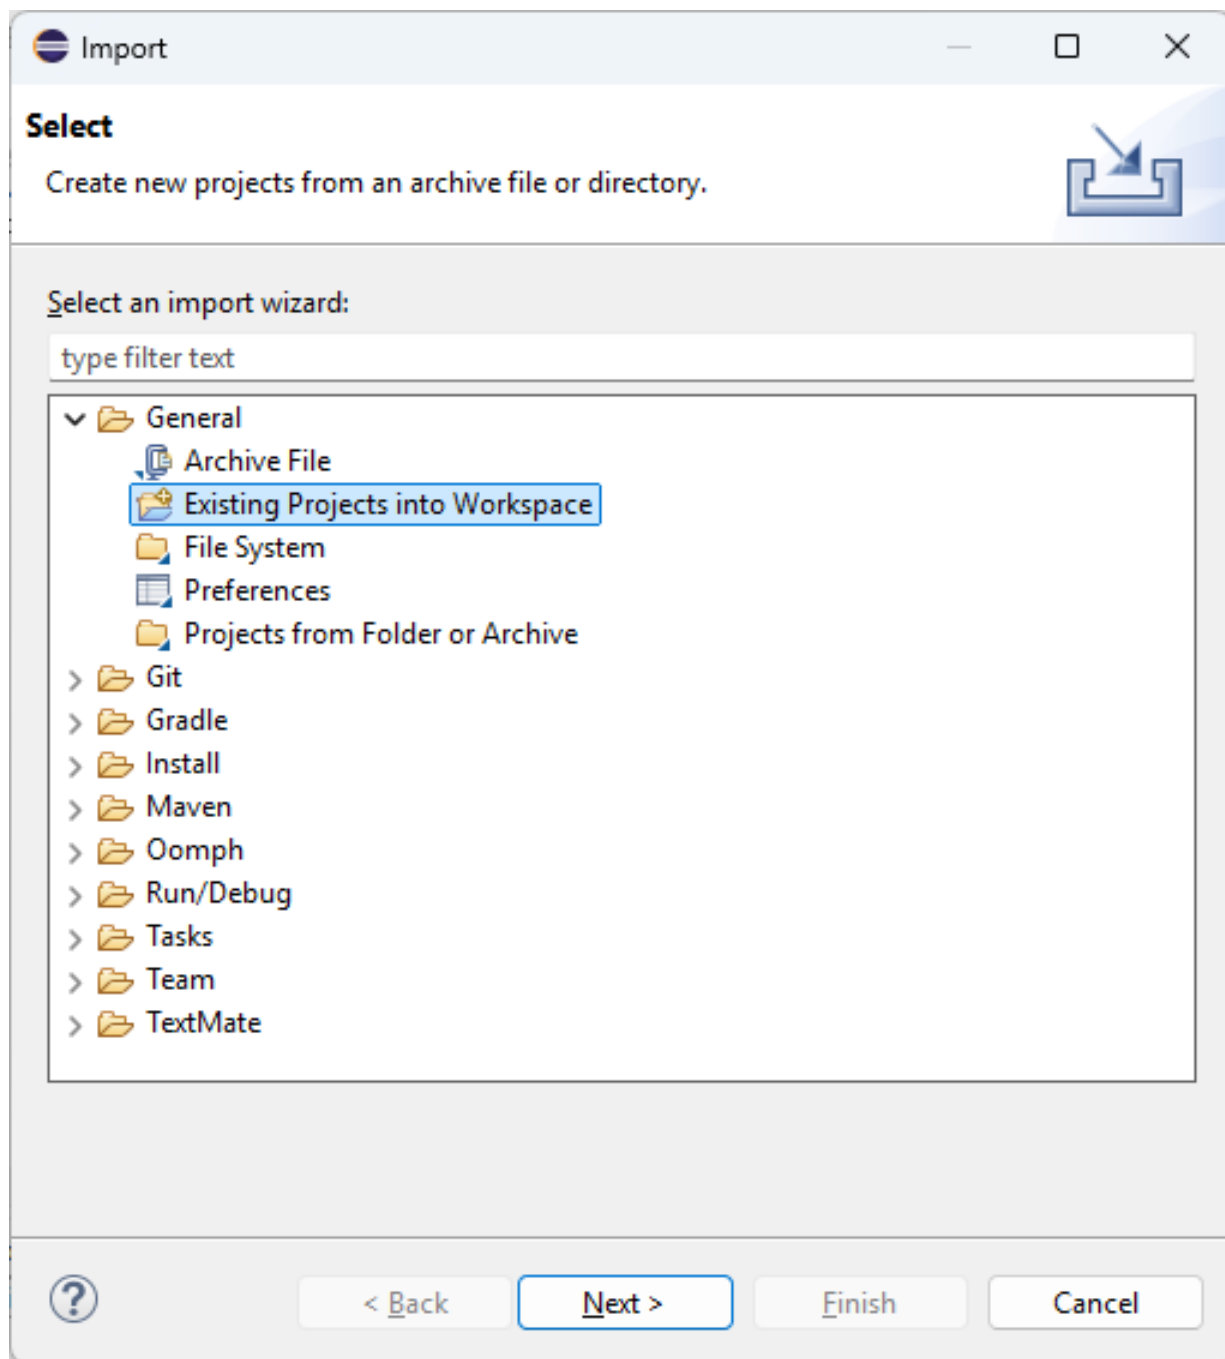 Import
Select
Create new projects from an archive file or directory.
Select an import wizard:
type filter text
General
Archive File
Existing Projects into Workspace
File System
Preferences
Projects from Folder or Archive
Git
Gradle
Install
Maven
Oomph
Run/Debug
Tasks
Team
TextMate
? < Back Next > Finish Cancel